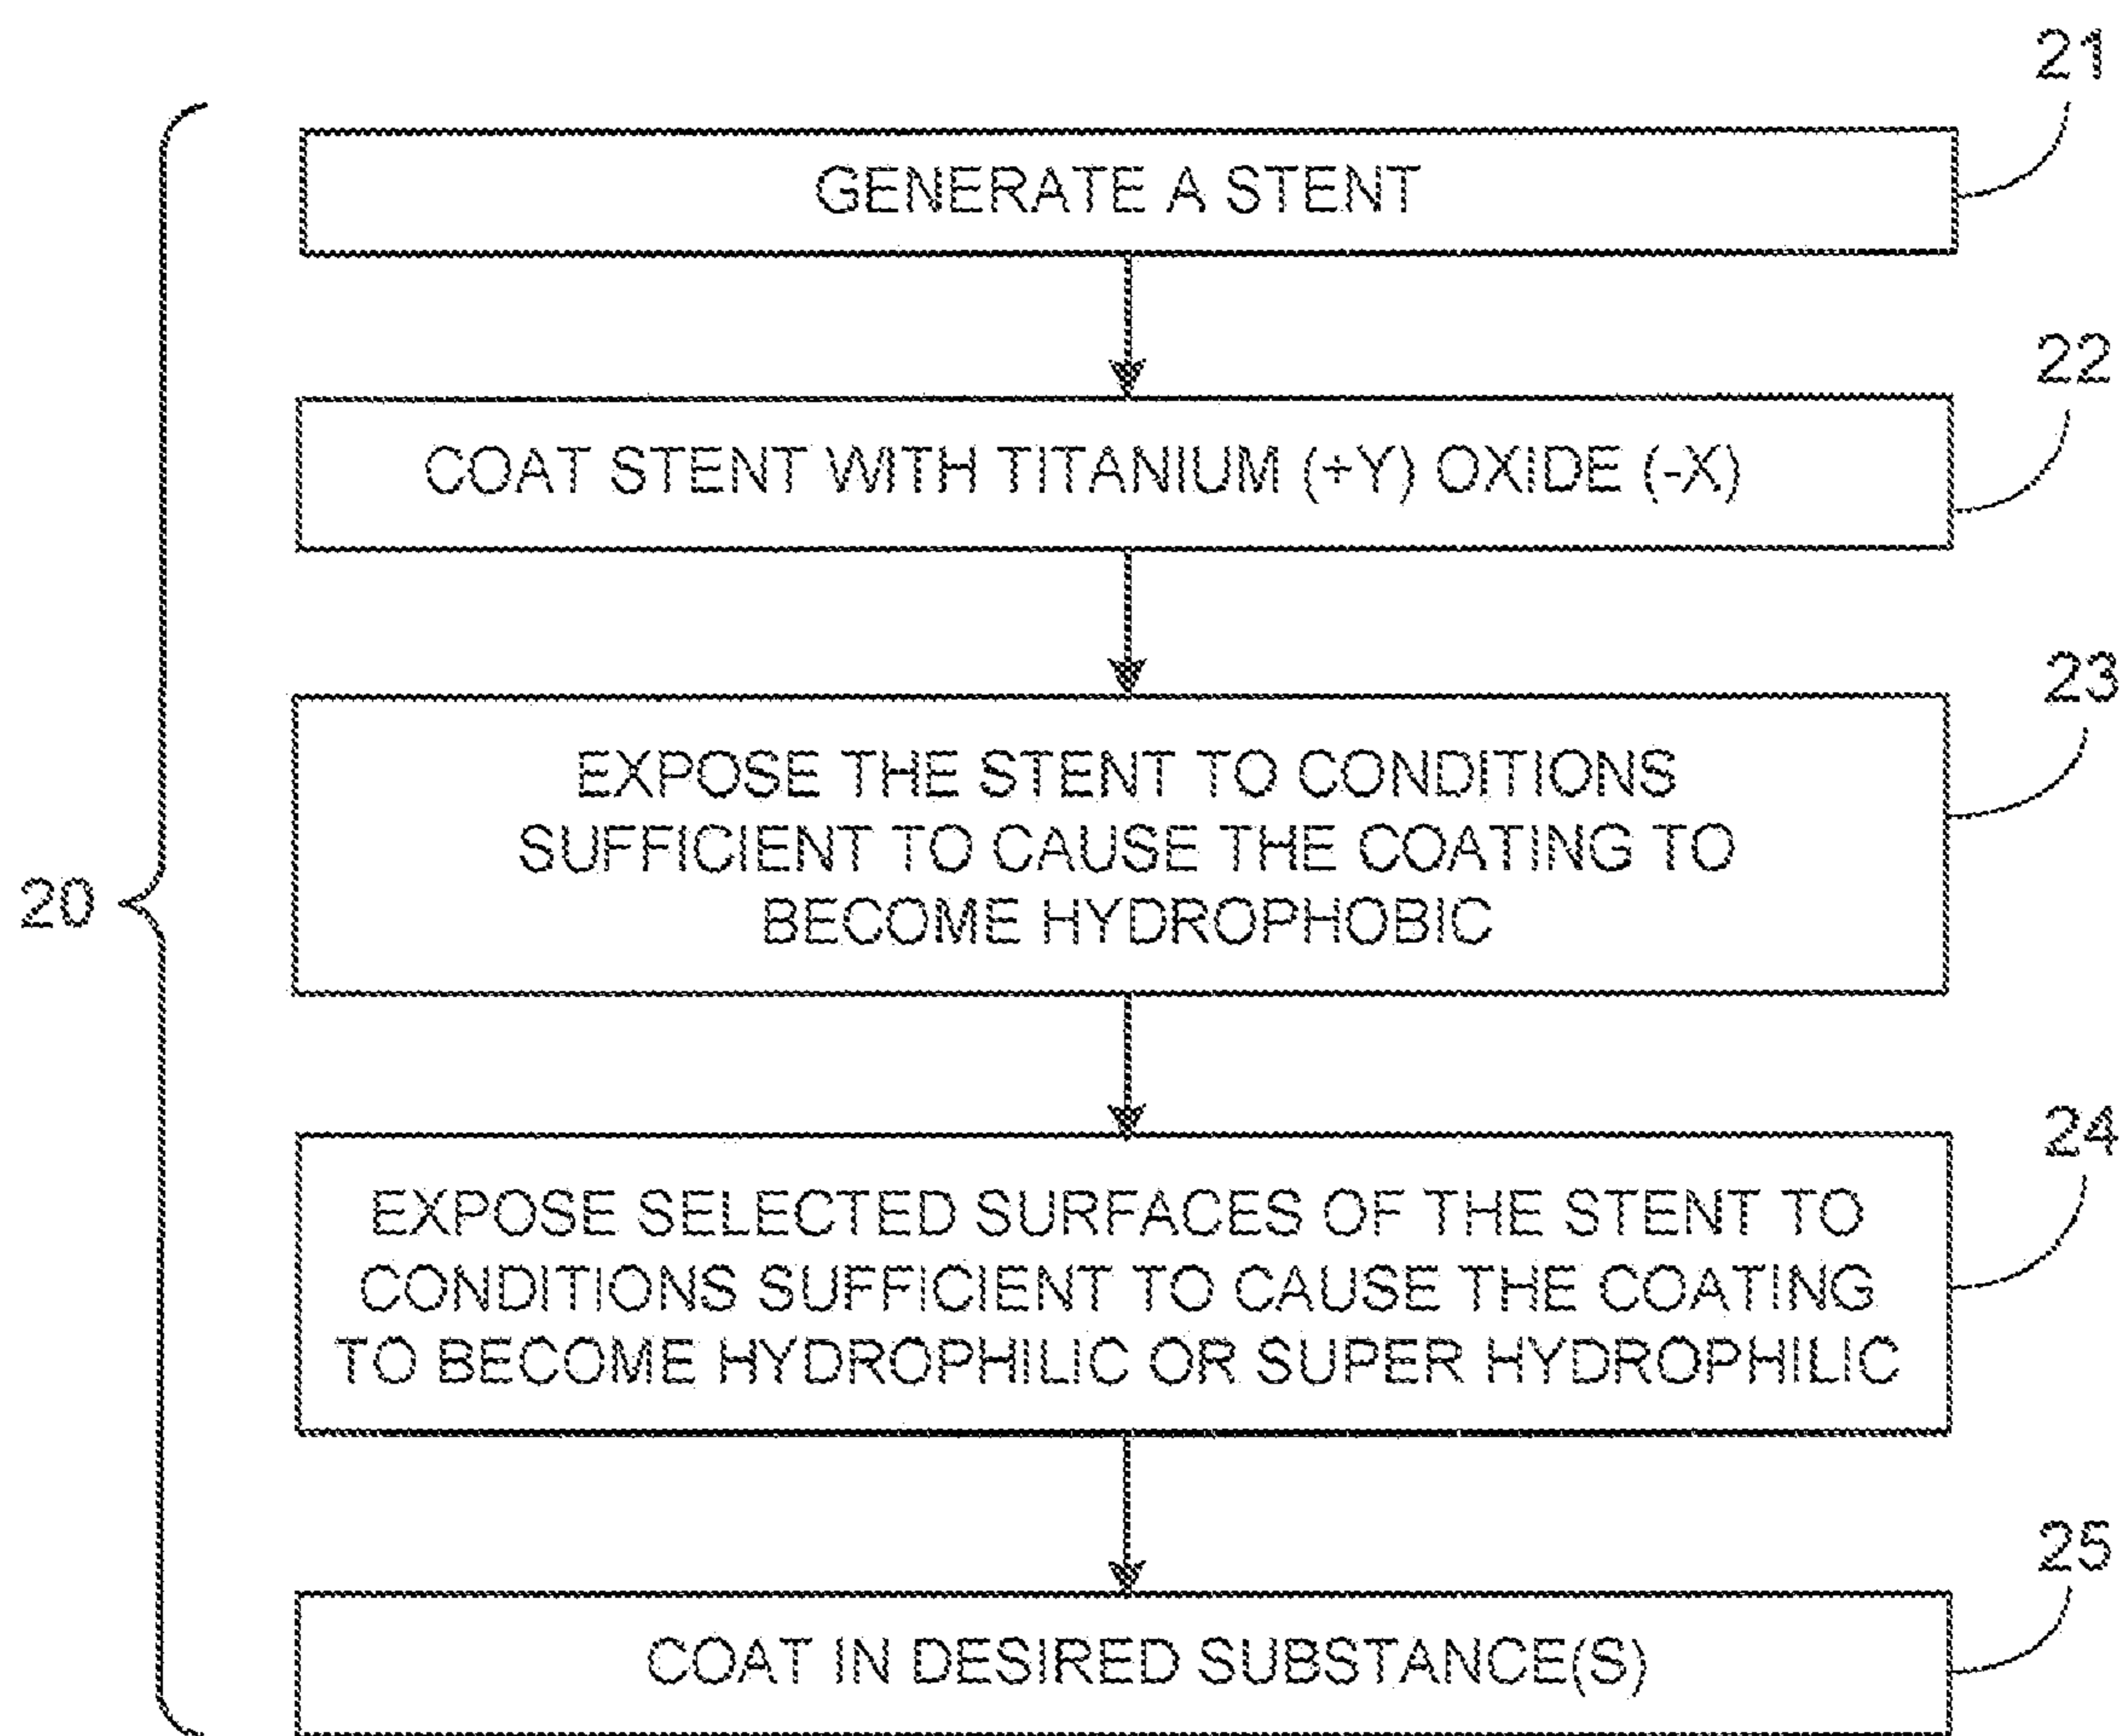 21
GENERATE A STENT
22
COAT STENT WITH TITANIUM (+Y) OXIDE (-X)
23
EXPOSE THE STENT TO CONDITIONS
SUFFICIENT TO CAUSE THE COATING TO
BECOME HYDROPHOBIC
20
24
EXPOSE SELECTED SURFACES OF THE STENT TO
CONDITIONS SUFFICIENT TO CAUSE THE COATING
TO BECOME HYDROPHILIC OR SUPER HYDROPHILIC
25
COAT IN DESIRED SUBSTANCE(S)